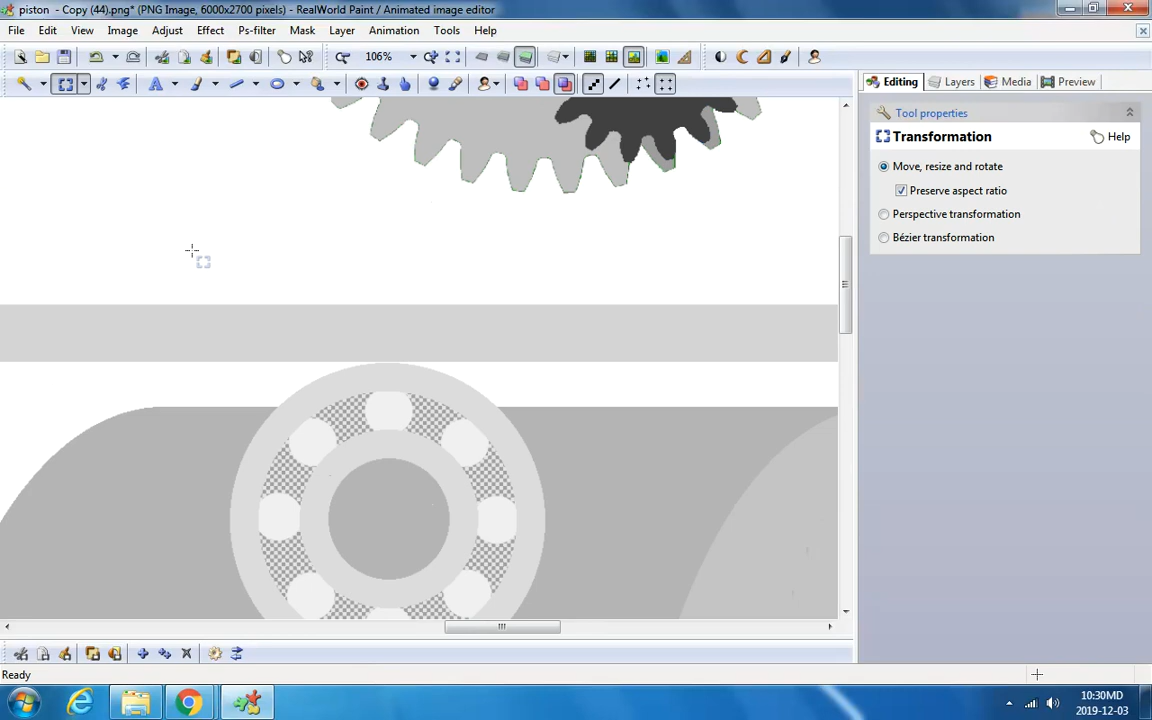 piston  - Copy (44).png* (PNG Image, 6000x2700 pixels) - RealWorld Paint / Animated image editor
File Edit View Image Adjust Effect Ps-filter Mask Layer Animation Tools Help
106%
Editing Layers Media Preview
Tool properties
Transformation Help
Move, resize and rotate
Preserve aspect ratio
Perspective transformation
Bézier transformation
Ready
10:30MD
2019-12-03